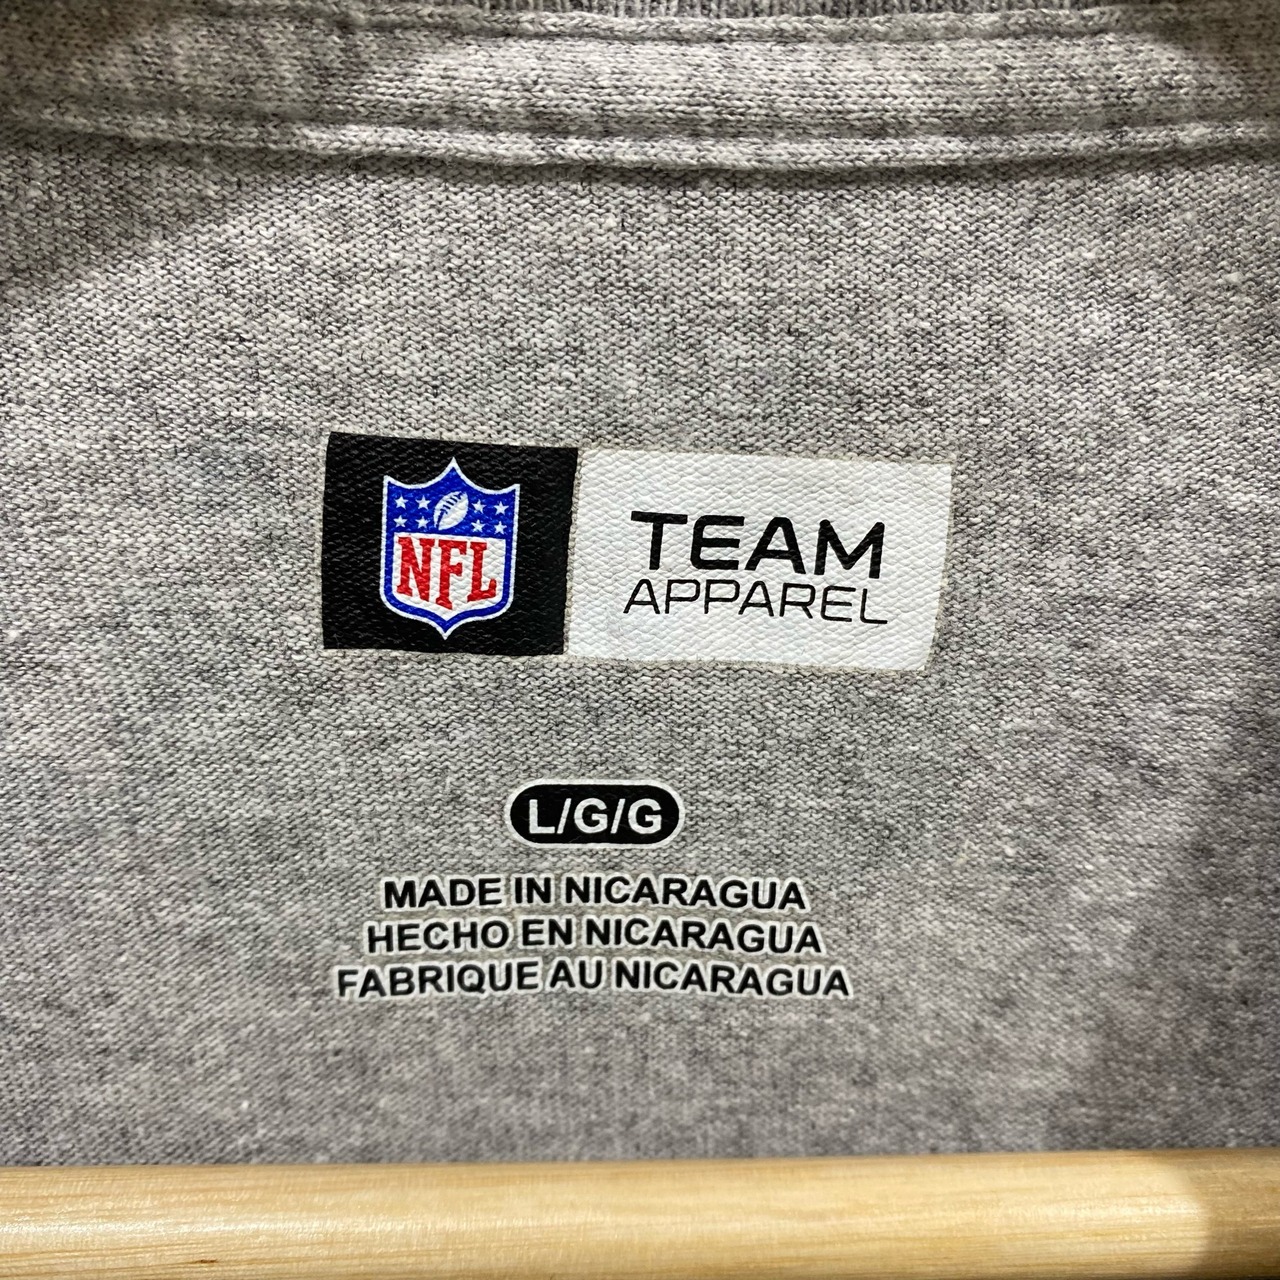 NFL
TEAM
APPAREL
L/G/G
MADE IN NICARAGUA
HECHO EN NICARAGUA
FABRIQUE AU NICARAGUA